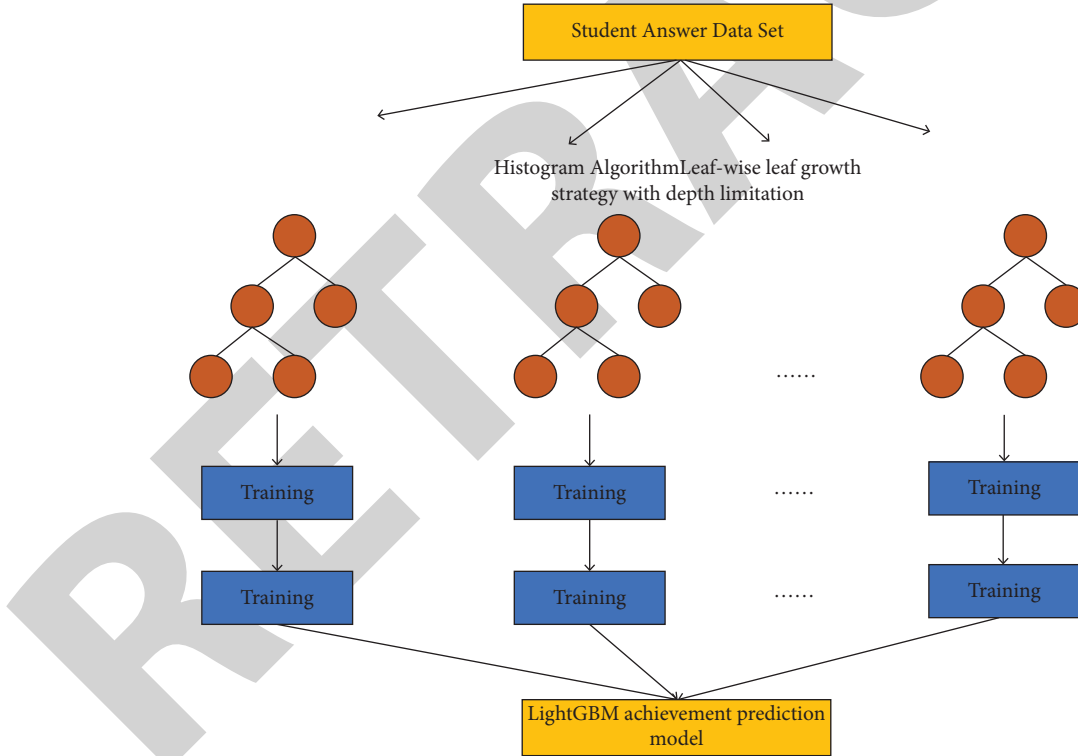 Student Answer Data Set
Histogram AlgorithmLeaf-wise leaf growth
strategy with depth limitation
......
Training
Training
......
Training
Training
Training
......
Training
LightGBM achievement prediction
model
RETRAC